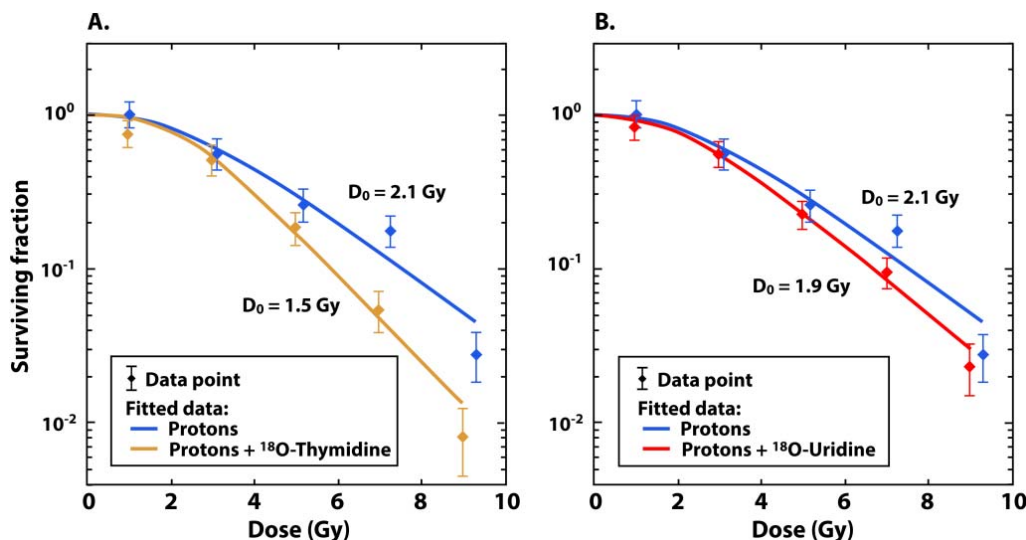 A.
Surviving fraction
10⁰
10⁻¹
10⁻²
D₀ = 2.1 Gy
D₀ = 1.5 Gy
Data point
Fitted data:
Protons
Protons + ¹⁸O-Thymidine
0 2 4 6 8 10
Dose (Gy)
B.
10⁰
10⁻¹
10⁻²
D₀ = 2.1 Gy
D₀ = 1.9 Gy
Data point
Fitted data:
Protons
Protons + ¹⁸O-Uridine
0 2 4 6 8 10
Dose (Gy)